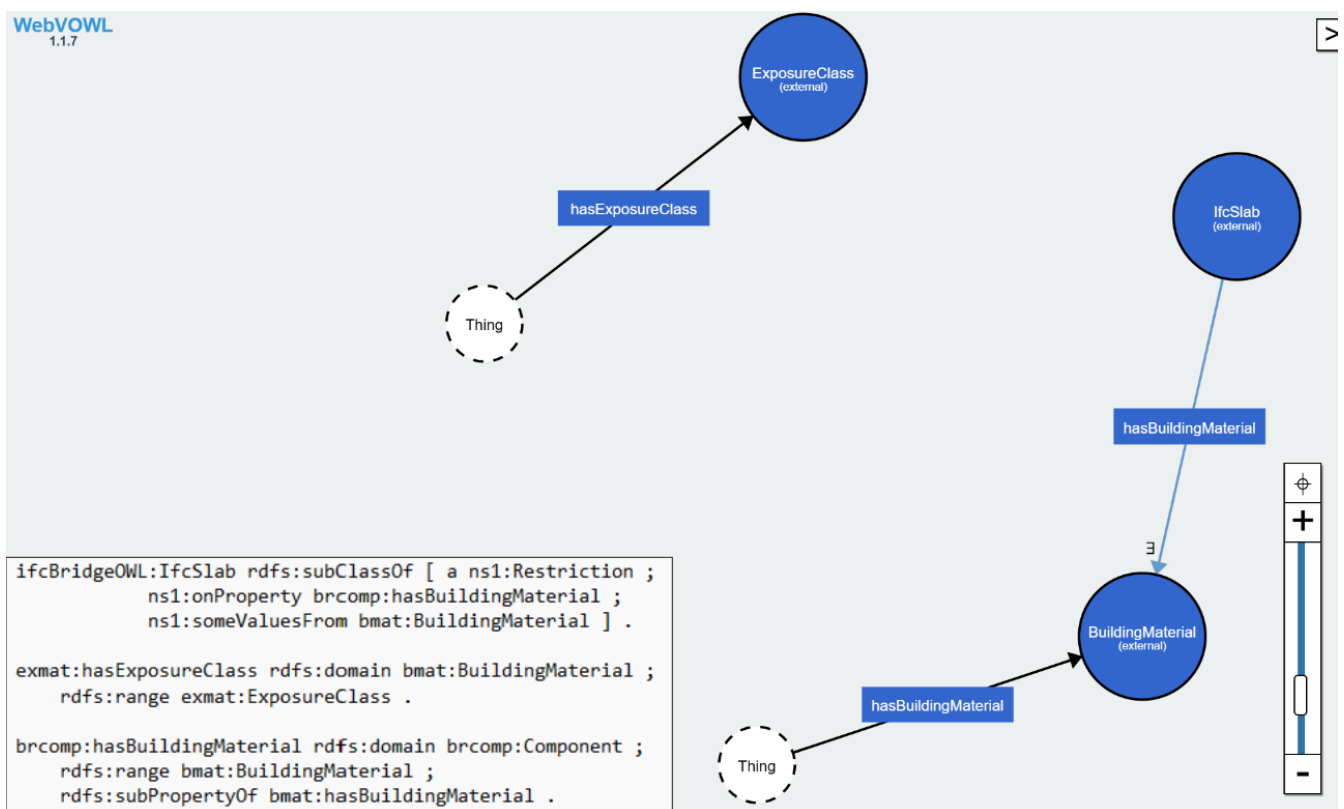 WebVOWL
1.1.7
>
ExposureClass
(external)
hasExposureClass
IfcSlab
(external)
Thing
hasBuildingMaterial
∃
+
BuildingMaterial
(external)
hasBuildingMaterial
Thing
-
ifcBridgeOWL:IfcSlab rdfs:subClassOf [ a ns1:Restriction ;
ns1:onProperty brcomp:hasBuildingMaterial ;
ns1:someValuesFrom bmat:BuildingMaterial ] .
exmat:hasExposureClass rdfs:domain bmat:BuildingMaterial ;
rdfs:range exmat:ExposureClass .
brcomp:hasBuildingMaterial rdfs:domain brcomp:Component ;
rdfs:range bmat:BuildingMaterial ;
rdfs:subPropertyOf bmat:hasBuildingMaterial .